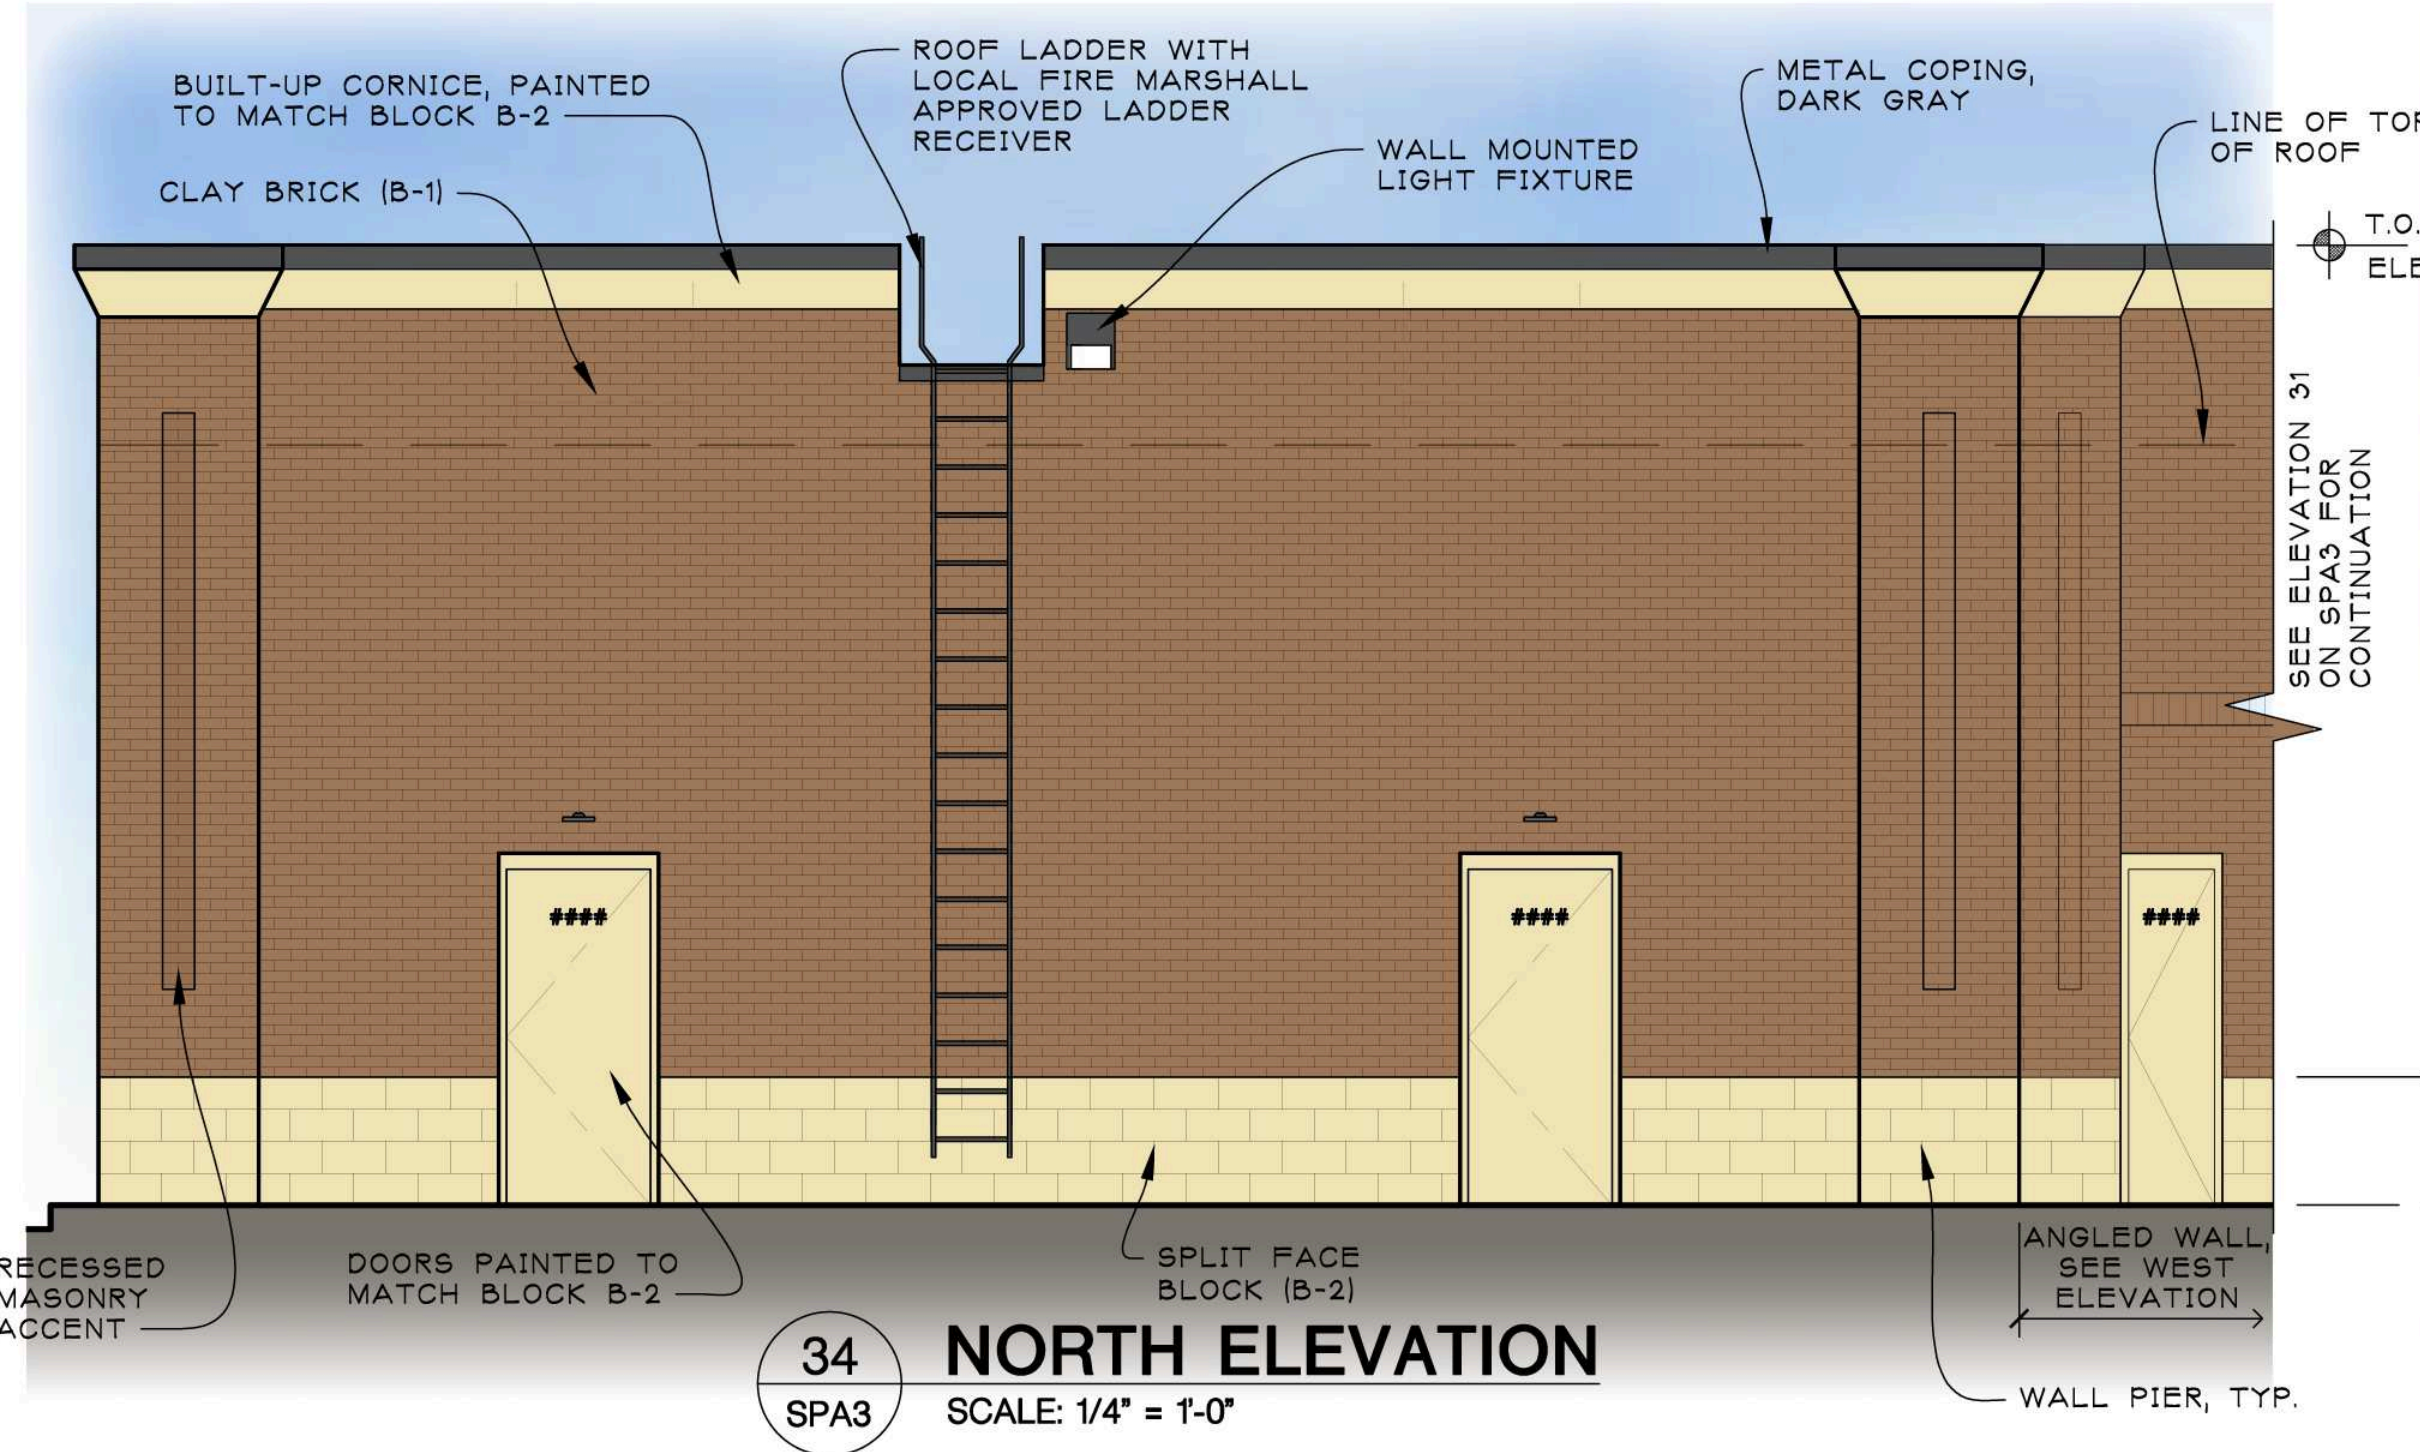 BUILT-UP CORNICE, PAINTED
TO MATCH BLOCK B-2
CLAY BRICK (B-1)
ROOF LADDER WITH
LOCAL FIRE MARSHALL
APPROVED LADDER
RECEIVER
WALL MOUNTED
LIGHT FIXTURE
METAL COPING,
DARK GRAY
LINE OF TOP
OF ROOF
T.O.
ELE
SEE ELEVATION 31
ON SPA3 FOR
CONTINUATION
####
####
####
RECESSED
MASONRY
ACCENT
DOORS PAINTED TO
MATCH BLOCK B-2
SPLIT FACE
BLOCK (B-2)
ANGLED WALL,
SEE WEST
ELEVATION
WALL PIER, TYP.
34
SPA3
NORTH ELEVATION
SCALE: 1/4" = 1'-0"